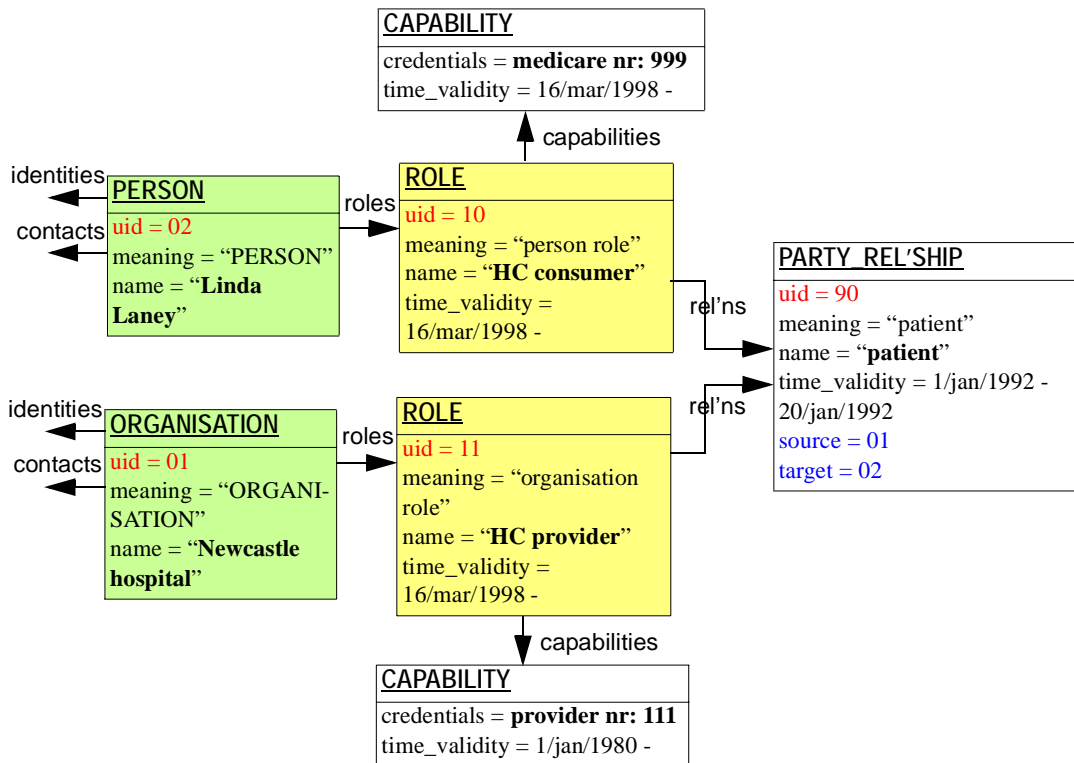 CAPABILITY
credentials = medicare nr: 999
time_validity = 16/mar/1998 -
capabilities
identities
contacts
PERSON
uid = 02
meaning = “PERSON”
name = “Linda
Laney”
roles
ROLE
uid = 10
meaning = “person role”
name = “HC consumer”
time_validity =
16/mar/1998 -
rel’ns
PARTY_REL’SHIP
uid = 90
meaning = “patient”
name = “patient”
time_validity = 1/jan/1992 -
20/jan/1992
source = 01
target = 02
identities
contacts
ORGANISATION
uid = 01
meaning = “ORGANI-
SATION”
name = “Newcastle
hospital”
roles
ROLE
uid = 11
meaning = “organisation
role”
name = “HC provider”
time_validity =
16/mar/1998 -
rel’ns
capabilities
CAPABILITY
credentials = provider nr: 111
time_validity = 1/jan/1980 -